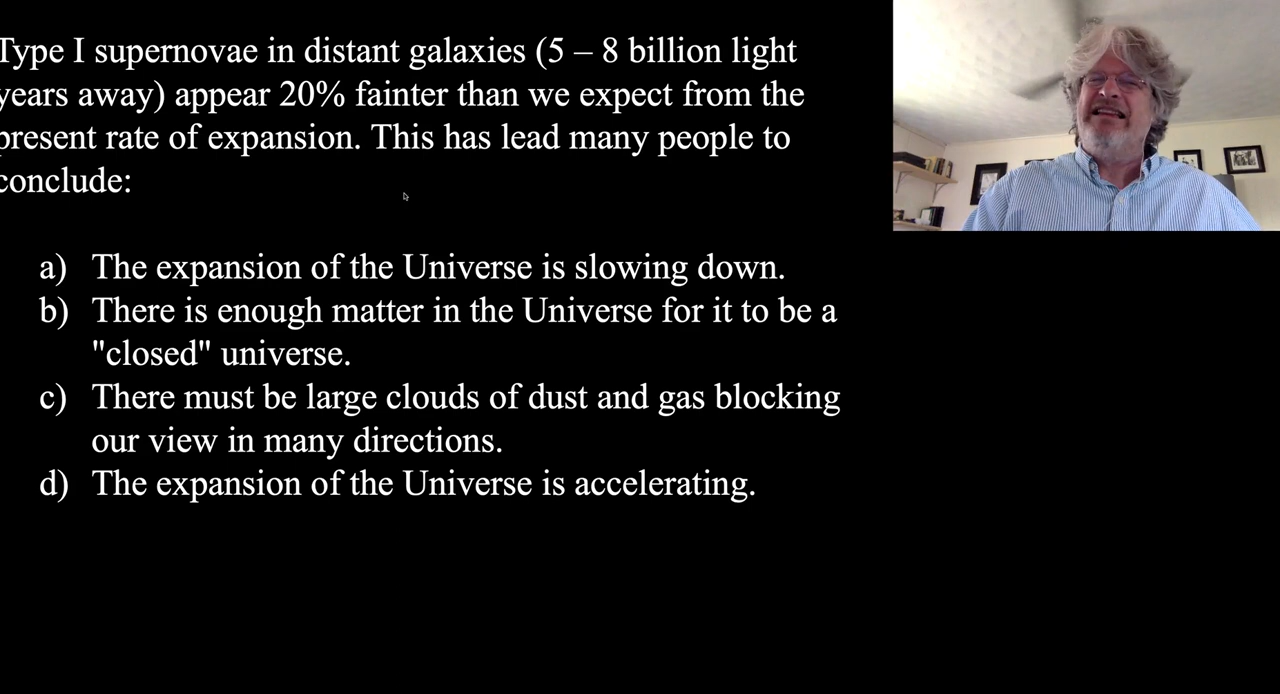 Type I supernovae in distant galaxies (5 – 8 billion light
years away) appear 20% fainter than we expect from the
present rate of expansion. This has lead many people to
conclude:
a) The expansion of the Universe is slowing down.
b) There is enough matter in the Universe for it to be a
"closed" universe.
c) There must be large clouds of dust and gas blocking
our view in many directions.
d) The expansion of the Universe is accelerating.